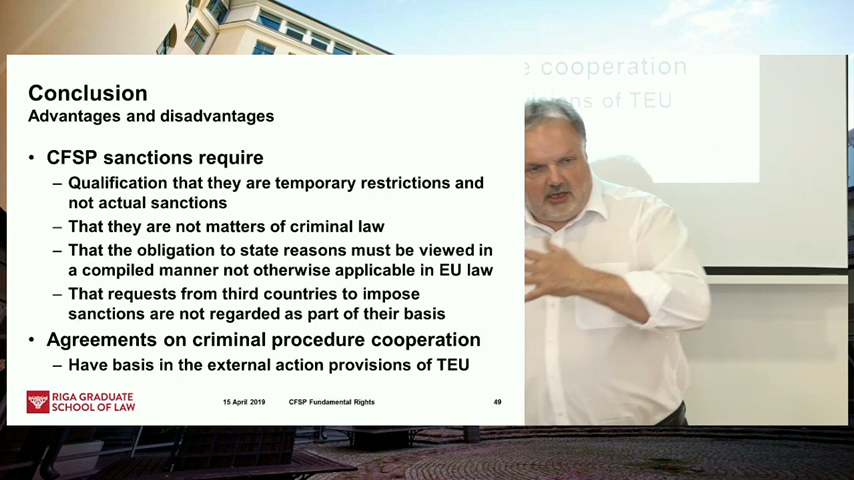 Conclusion
Advantages and disadvantages
• CFSP sanctions require
– Qualification that they are temporary restrictions and
not actual sanctions
– That they are not matters of criminal law
– That the obligation to state reasons must be viewed in
a compiled manner not otherwise applicable in EU law
– That requests from third countries to impose
sanctions are not regarded as part of their basis
• Agreements on criminal procedure cooperation
– Have basis in the external action provisions of TEU
RIGA GRADUATE
SCHOOL OF LAW
15 April 2019 CFSP Fundamental Rights 49
e cooperation
of TEU